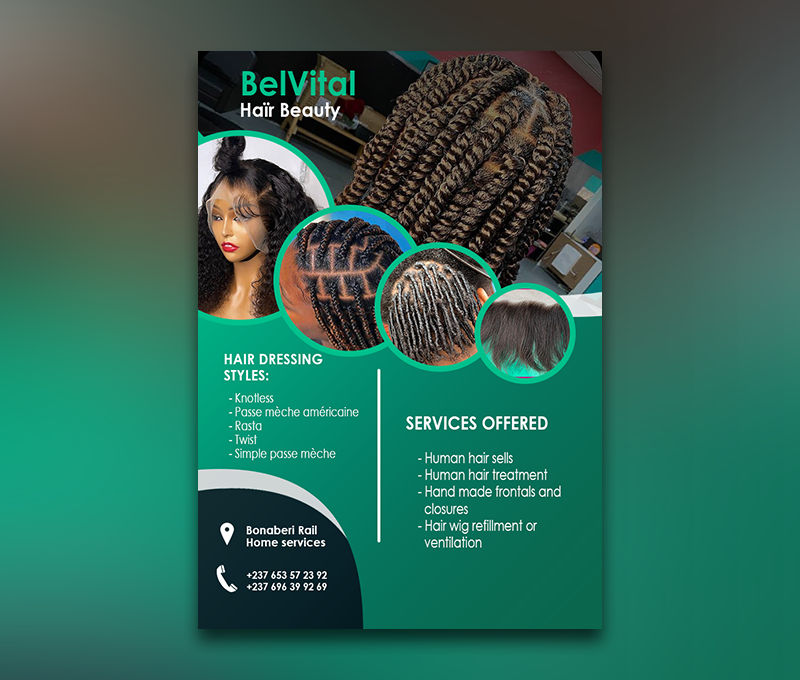 BelVital
Haïr Beauty
HAIR DRESSING
STYLES:
- Knotless
- Passe mèche américaine
- Rasta
- Twist
- Simple passe mèche
SERVICES OFFERED
- Human hair sells
- Human hair treatment
- Hand made frontals and
closures
- Hair wig refillment or
ventilation
Bonaberi Rail
Home services
+237 653 57 23 92
+237 696 39 92 69